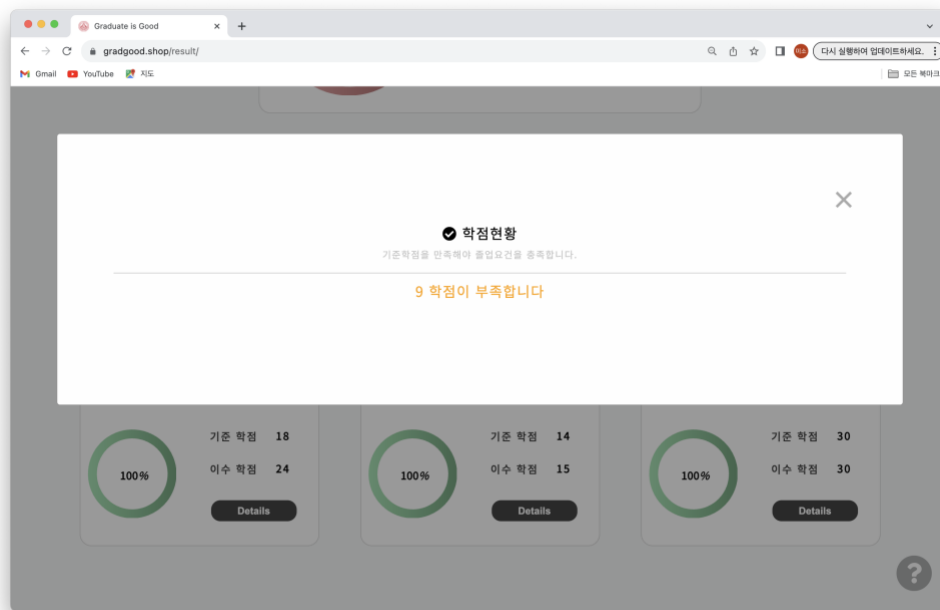 Graduate is Good
gradgood.shop/result/
이소
다시 실행하여 업데이트하세요.
Gmail
YouTube
지도
모든 북마크
학점현황
기준학점을 만족해야 졸업요건을 충족합니다.
9 학점이 부족합니다
100%
기준 학점 18
이수 학점 24
Details
100%
기준 학점 14
이수 학점 15
Details
100%
기준 학점 30
이수 학점 30
Details
?